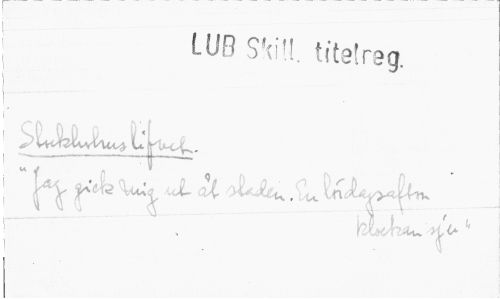 LUB Skill. titelreg.
Stockholmslifvet.
"Jag gick mig ut åt staden. En lördagsafton
klockan sju"